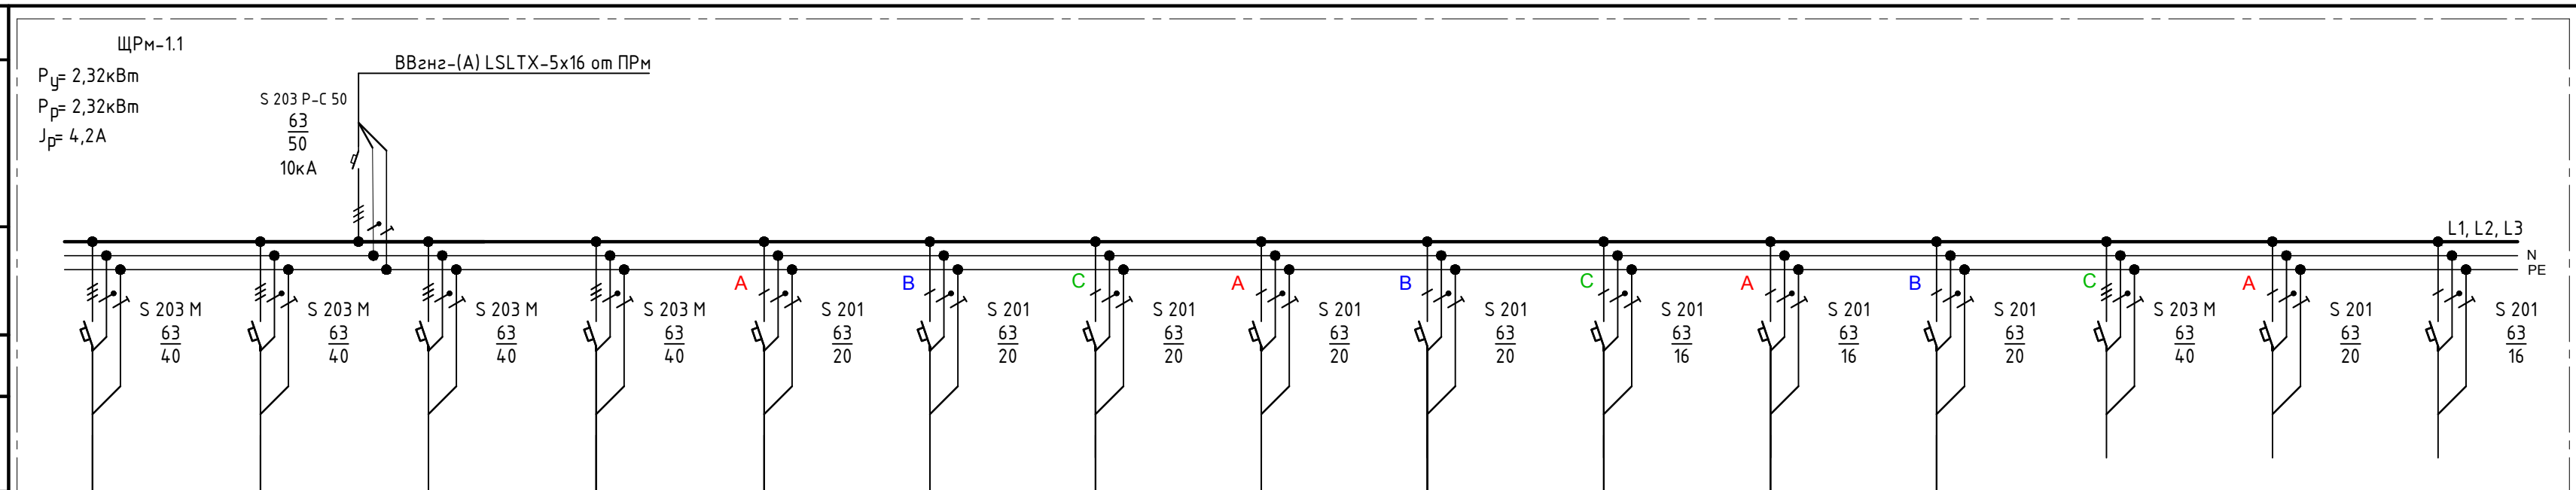 ЩРм-1.1
Pу= 2,32кВт
Pр= 2,32кВт
Jр= 4,2А
ВВгнг-(А) LSLTX-5х16 от ПРм
S 203 P-C 50
63
50
10кА
L1, L2, L3
N
PE
A B C A B C A B C A
S 203 M S 203 M S 203 M S 203 M S 201 S 201 S 201 S 201 S 201 S 201 S 201 S 201 S 203 M S 201 S 201
63 63 63 63 63 63 63 63 63 63 63 63 63 63 63
40 40 40 40 20 20 20 20 20 16 16 20 40 20 16